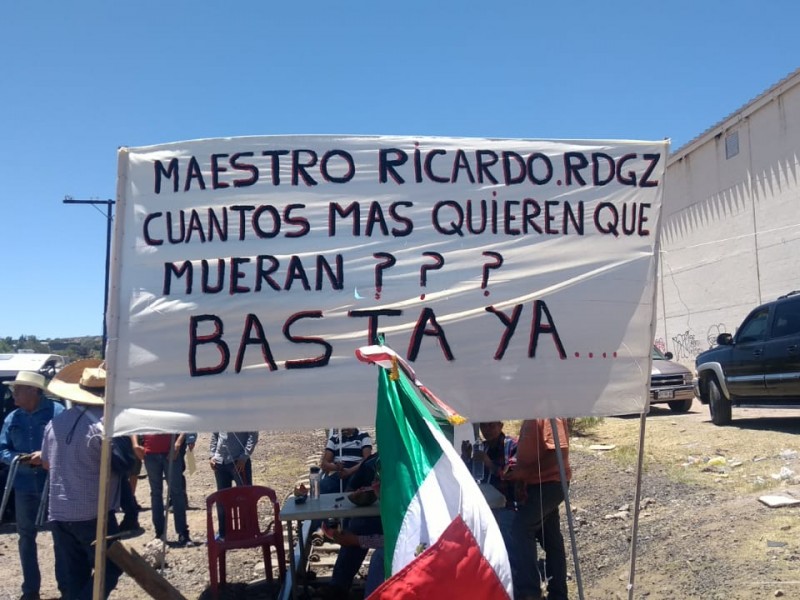 MAESTRO RICARDO.RDGZ
CUANTOS MAS QUIEREN QUE
MUERAN ? ? ?
BASTA YA....